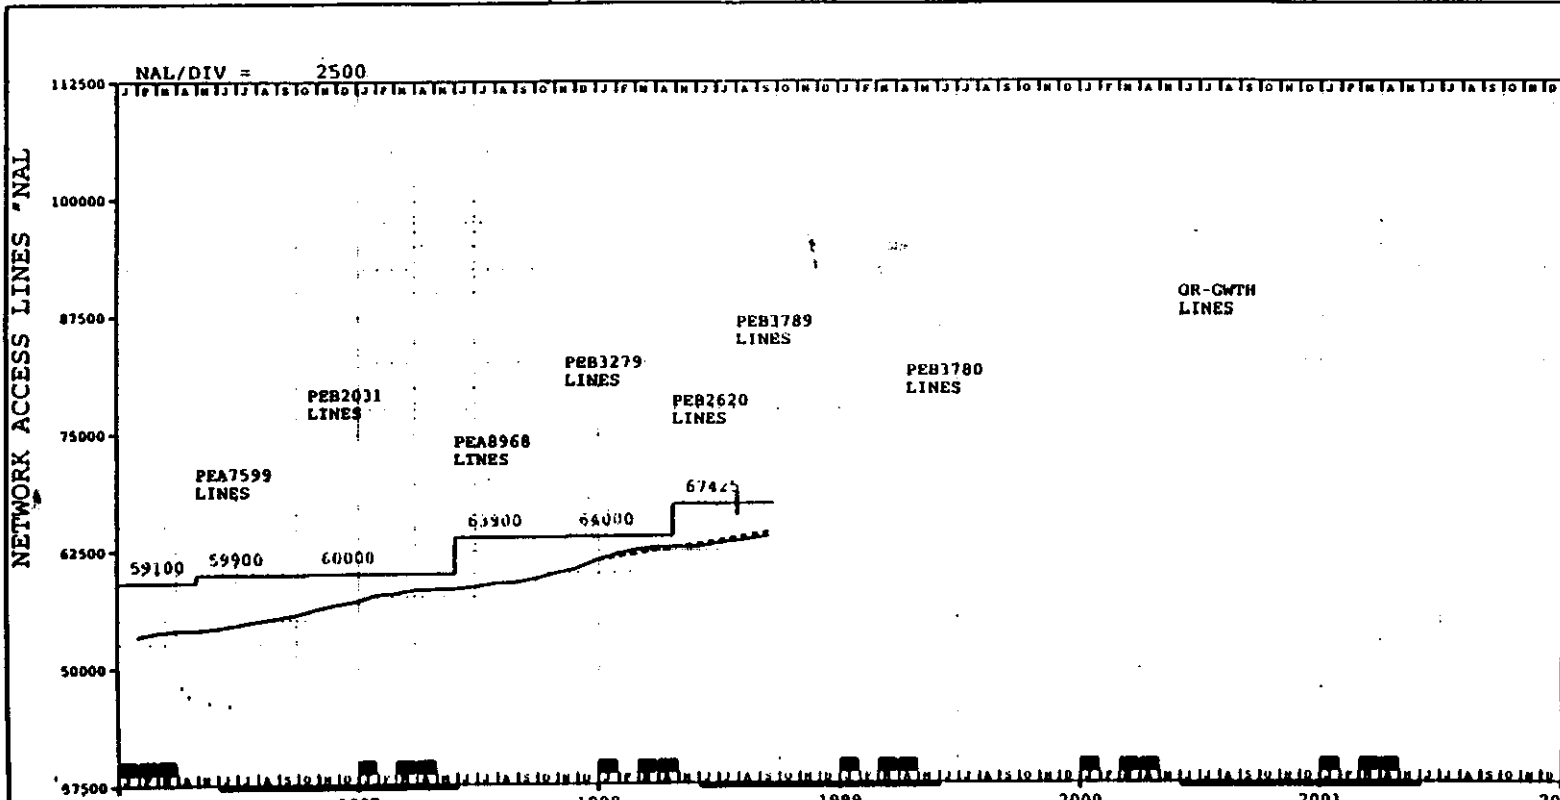 NAL/DIV = 2500
112500
J F M A M J J A S O N D J F M A M J J A S O N D J F M A M J J A S O N D J F M A M J J A S O N D J F M A M J J A S O N D J F M A M J J A S O N D
NETWORK ACCESS LINES "NAL
100000
87500
75000
62500
50000
37500
QR-GWTH
LINES
PEB3789
LINES
PEB3279
LINES
PEB3780
LINES
PEB2031
LINES
PEB2620
LINES
PEA8968
LINES
PEA7599
LINES
59100
59900
60000
63900
64000
67425
1999
2000
2001